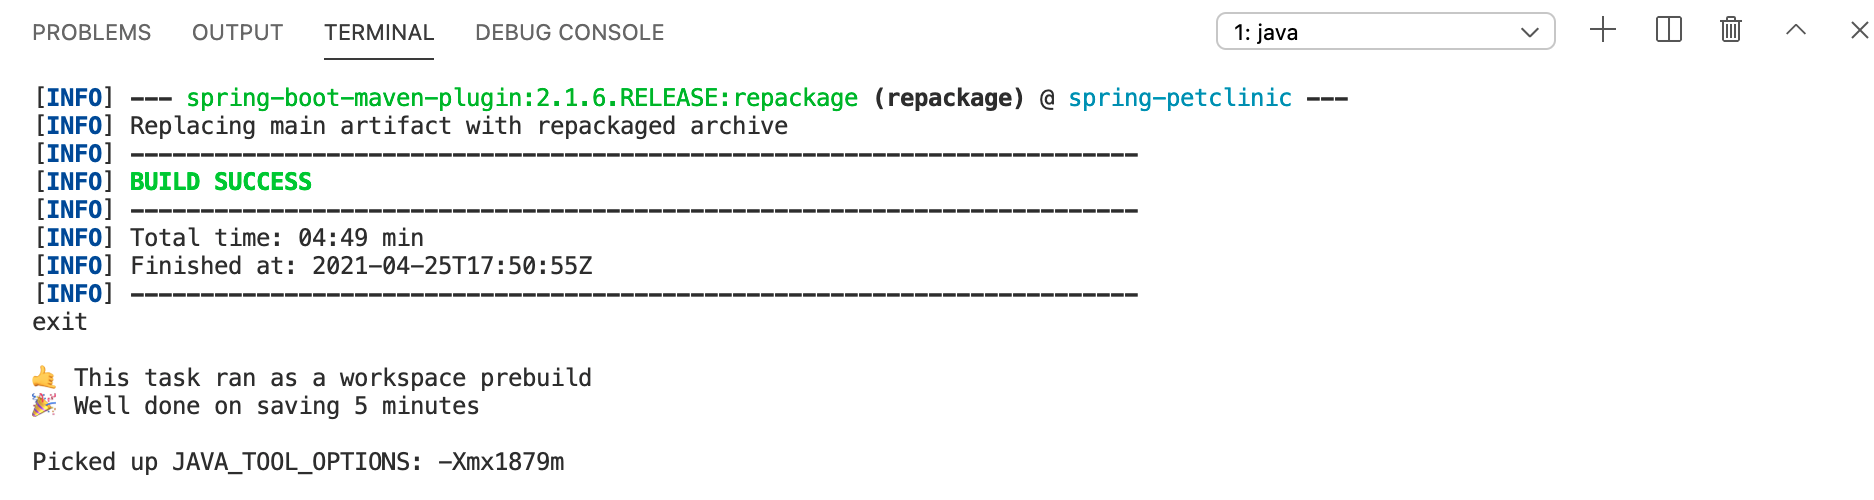 PROBLEMS OUTPUT TERMINAL DEBUG CONSOLE 1: java
[INFO] --- spring-boot-maven-plugin:2.1.6.RELEASE:repackage (repackage) @ spring-petclinic ---
[INFO] Replacing main artifact with repackaged archive
[INFO] ------------------------------------------------------------------------
[INFO] BUILD SUCCESS
[INFO] ------------------------------------------------------------------------
[INFO] Total time: 04:49 min
[INFO] Finished at: 2021-04-25T17:50:55Z
[INFO] ------------------------------------------------------------------------
exit
🤙 This task ran as a workspace prebuild
🎉 Well done on saving 5 minutes
Picked up JAVA_TOOL_OPTIONS: -Xmx1879m